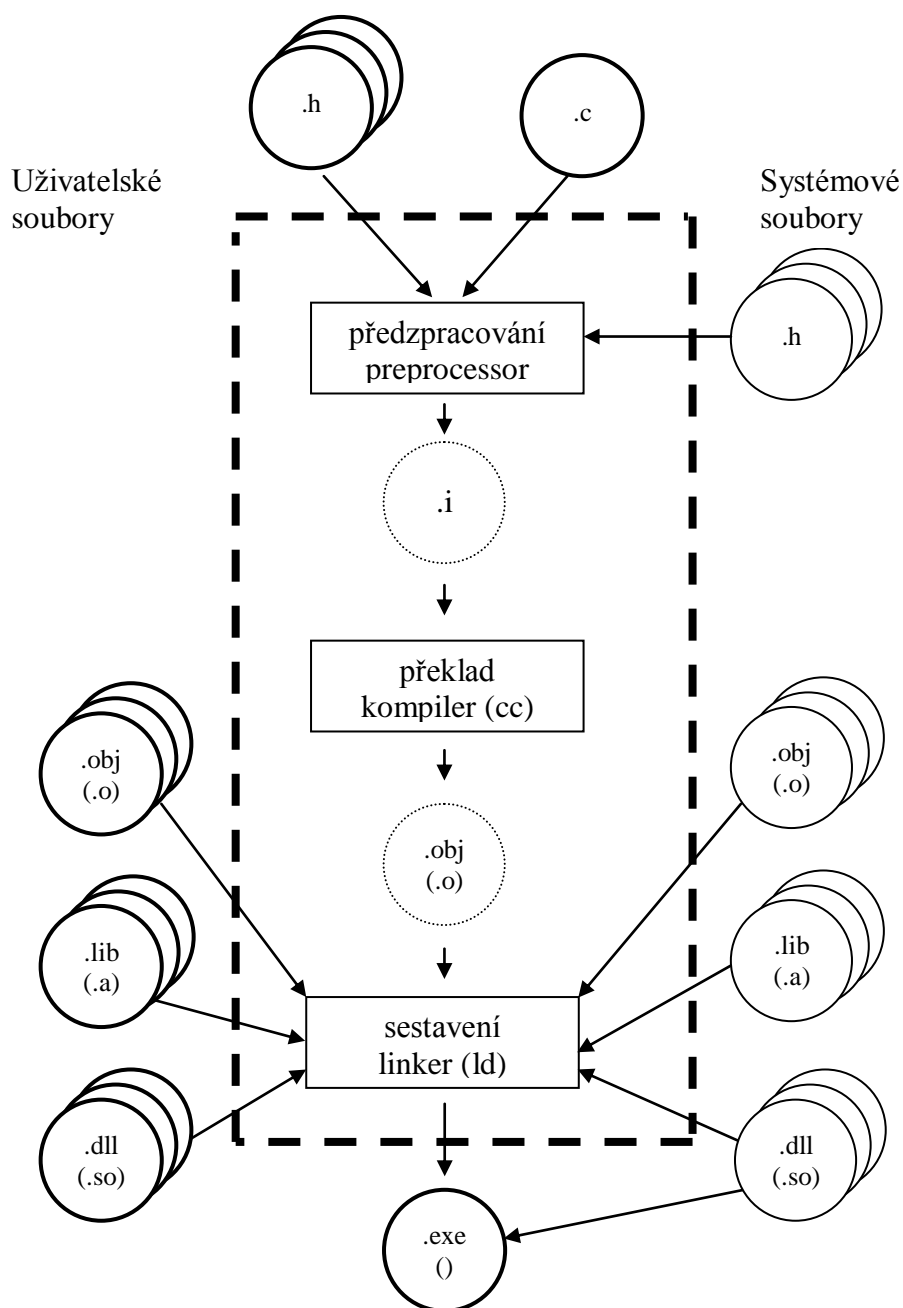 .h
.c
Uživatelské
soubory
Systémové
soubory
předzpracování
preprocessor
.h
.i
překlad
kompiler (cc)
.obj
(.o)
.obj
(.o)
.obj
(.o)
.lib
(.a)
.lib
(.a)
sestavení
linker (ld)
.dll
(.so)
.dll
(.so)
.exe
()